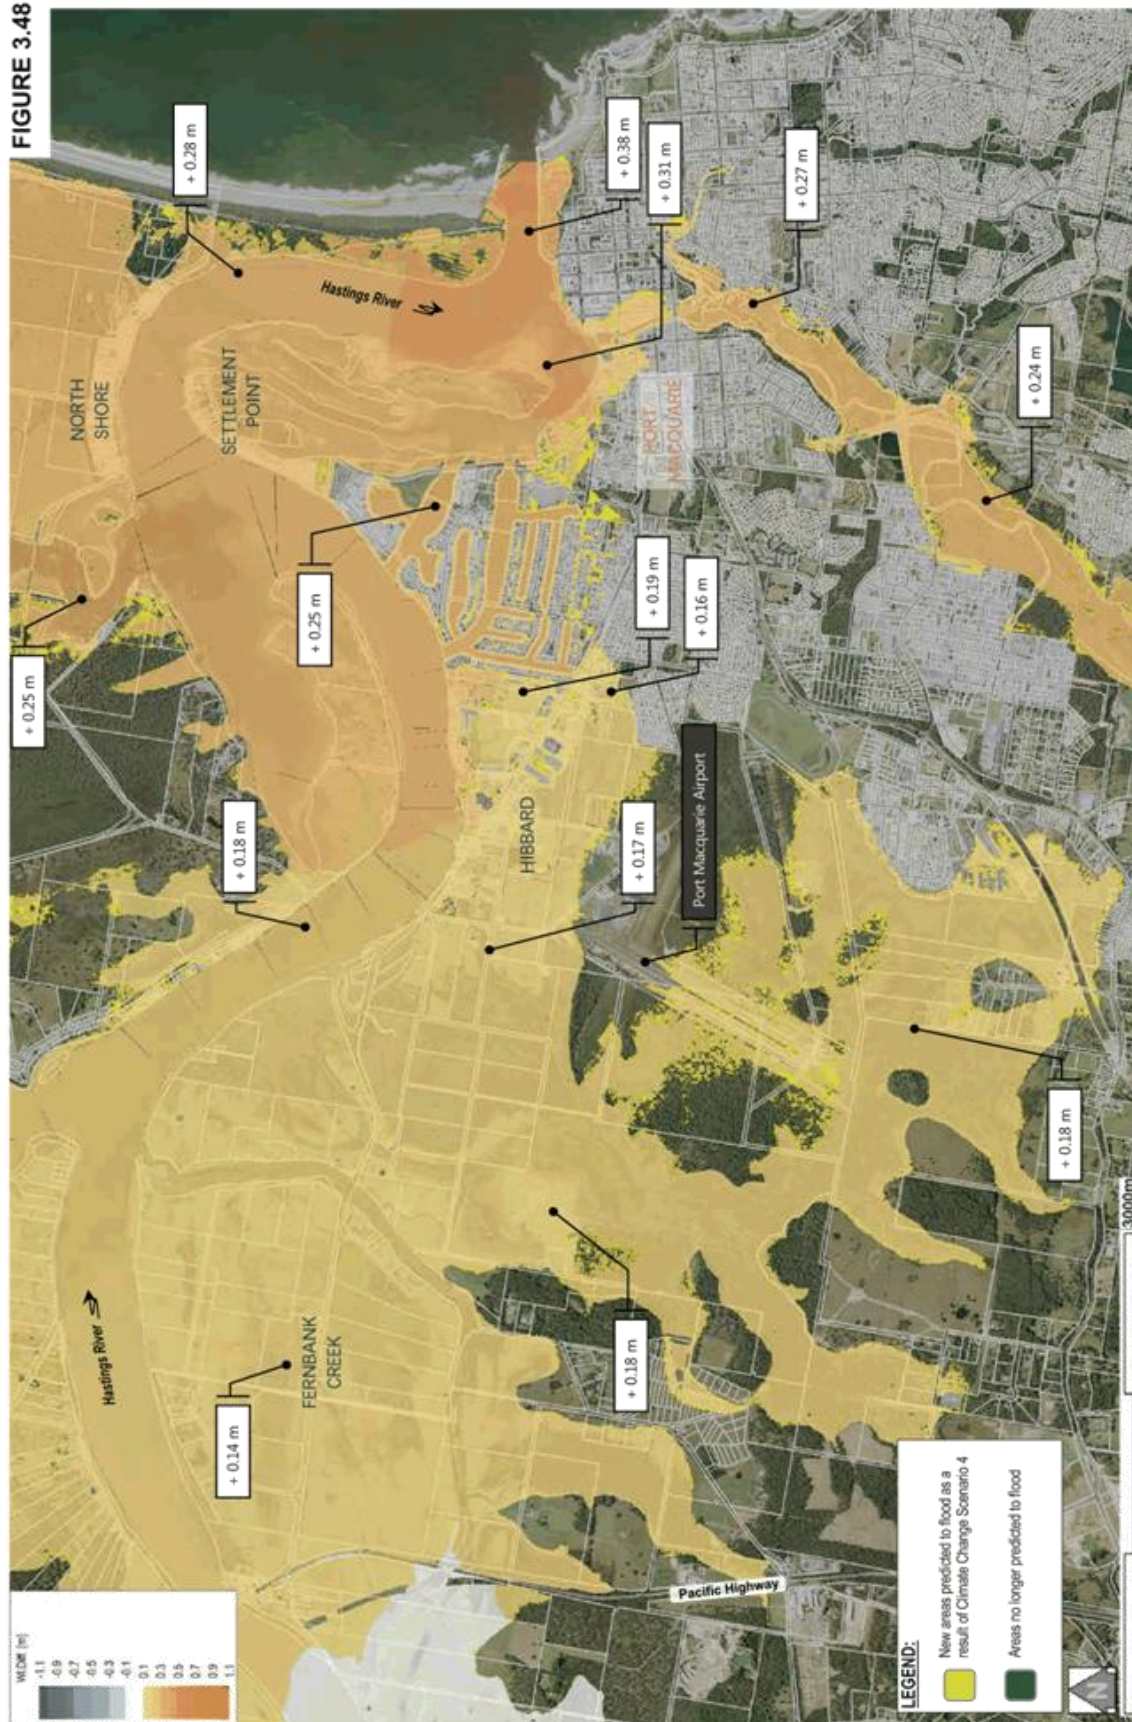 FIGURE 3.48
WLDiff (m)
-1.1
-0.9
-0.7
-0.5
-0.3
-0.1
0.1
0.3
0.5
0.7
0.9
1.1
+ 0.25 m
NORTH
SHORE
+ 0.28 m
Hastings River
Hastings River
+ 0.18 m
+ 0.25 m
SETTLEMENT
POINT
+ 0.14 m
FERNBANK
CREEK
HIBBARD
+ 0.38 m
+ 0.31 m
+ 0.18 m
+ 0.17 m
+ 0.19 m
+ 0.16 m
PORT
MACQUARIE
Port Macquarie Airport
+ 0.27 m
Pacific Highway
+ 0.24 m
+ 0.18 m
LEGEND:
New areas predicted to flood as a
result of Climate Change Scenario 4
Areas no longer predicted to flood
N
3000m